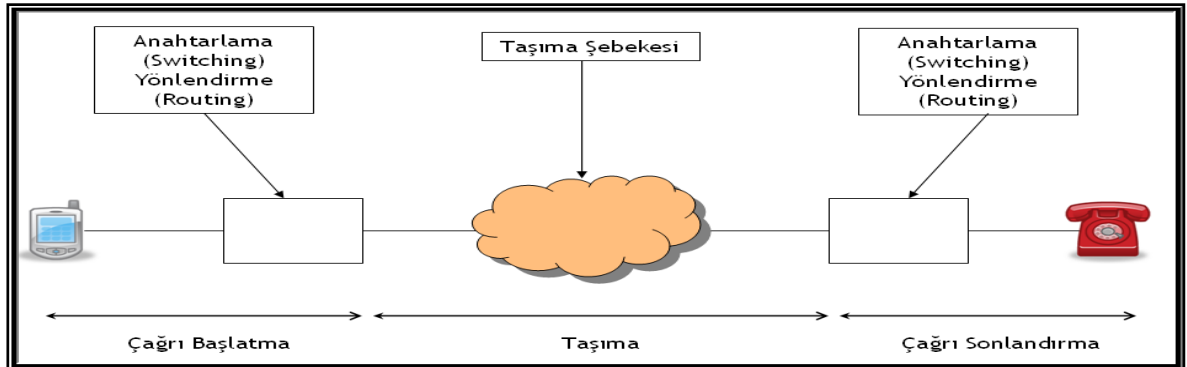 Anahtarlama
(Switching)
Yönlendirme
(Routing)
Taşıma Şebekesi
Anahtarlama
(Switching)
Yönlendirme
(Routing)
Çağrı Başlatma
Taşıma
Çağrı Sonlandırma